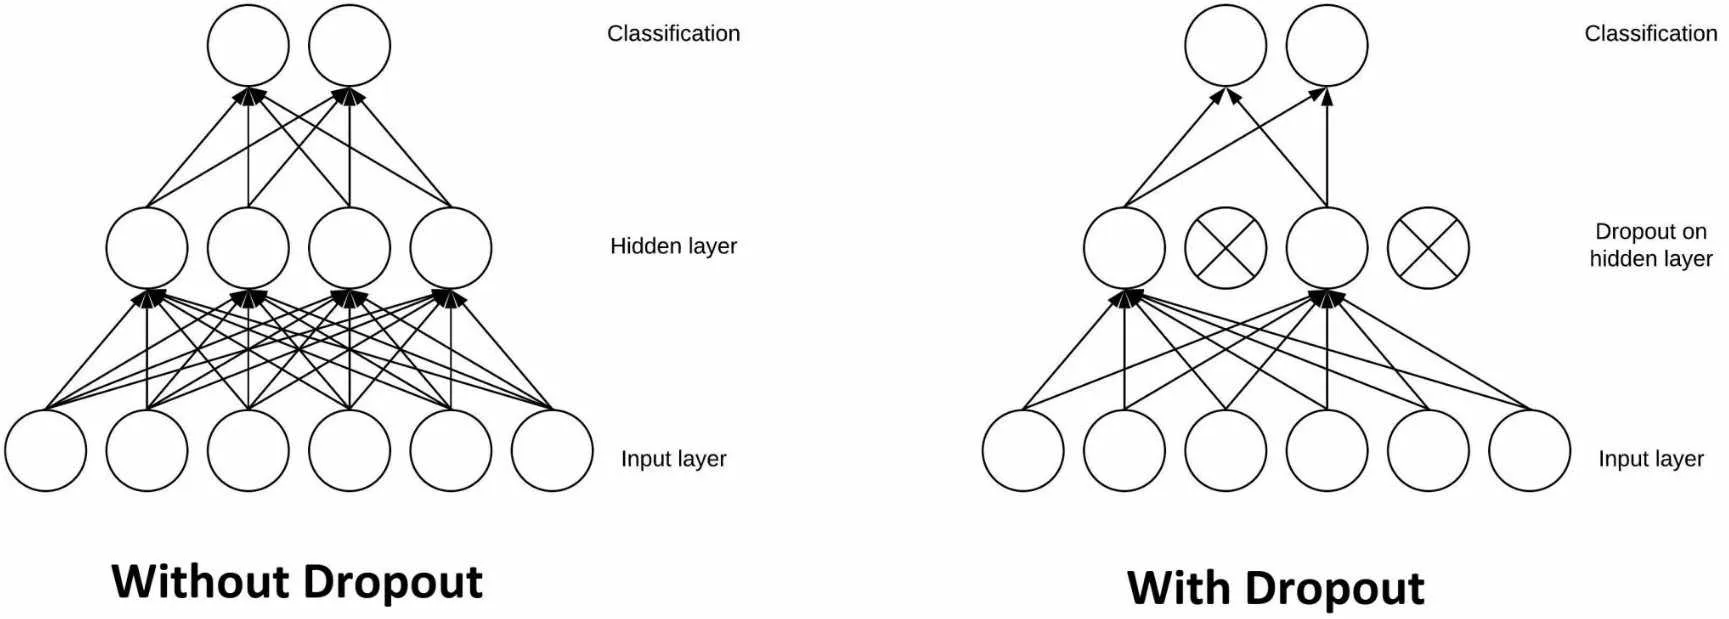 Classification
Hidden layer
Input layer
Without Dropout
Classification
Dropout on
hidden layer
Input layer
With Dropout